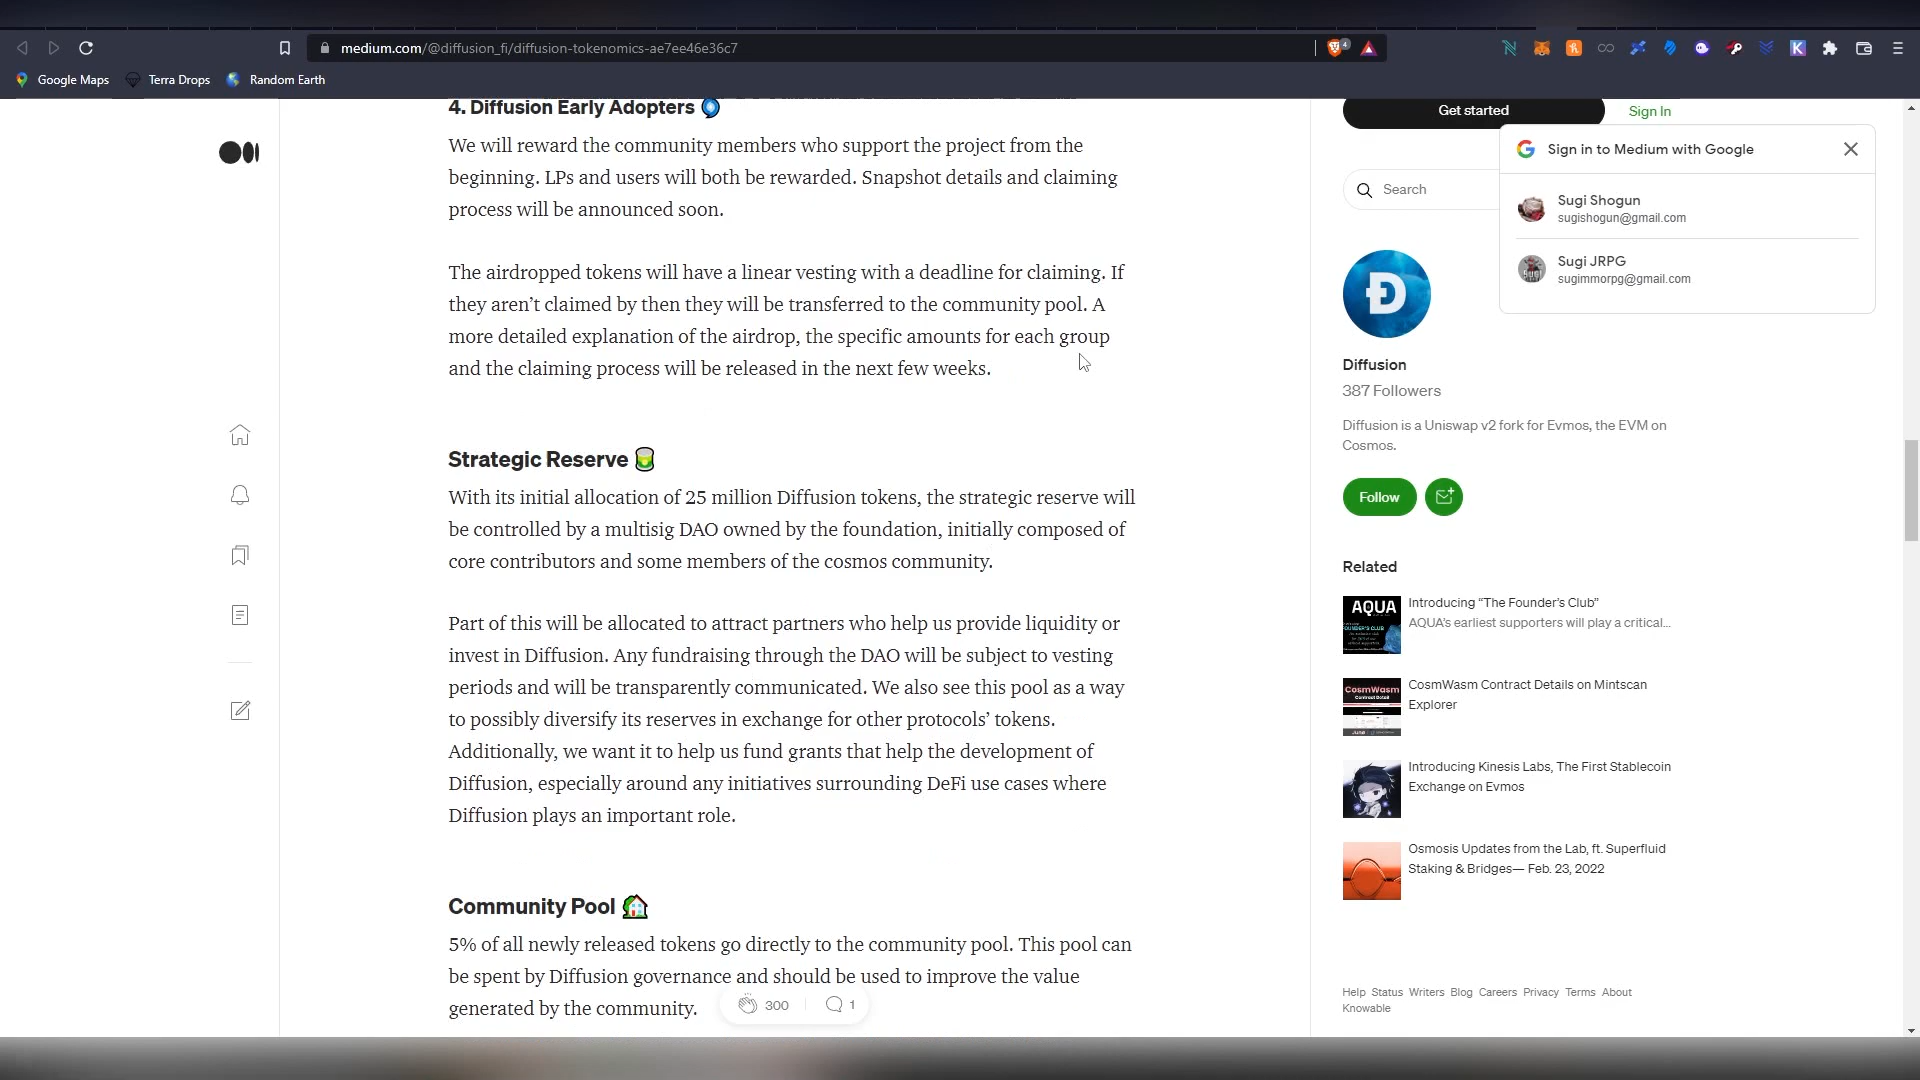 medium.com/@diffusion_fi/diffusion-tokenomics-ae7ee46e36c7
4
Google Maps
Terra Drops
Random Earth
4. Diffusion Early Adopters
We will reward the community members who support the project from the
beginning. LPs and users will both be rewarded. Snapshot details and claiming
process will be announced soon.
The airdropped tokens will have a linear vesting with a deadline for claiming. If
they aren’t claimed by then they will be transferred to the community pool. A
more detailed explanation of the airdrop, the specific amounts for each group
and the claiming process will be released in the next few weeks.
Strategic Reserve
With its initial allocation of 25 million Diffusion tokens, the strategic reserve will
be controlled by a multisig DAO owned by the foundation, initially composed of
core contributors and some members of the cosmos community.
Part of this will be allocated to attract partners who help us provide liquidity or
invest in Diffusion. Any fundraising through the DAO will be subject to vesting
periods and will be transparently communicated. We also see this pool as a way
to possibly diversify its reserves in exchange for other protocols’ tokens.
Additionally, we want it to help us fund grants that help the development of
Diffusion, especially around any initiatives surrounding DeFi use cases where
Diffusion plays an important role.
Community Pool
5% of all newly released tokens go directly to the community pool. This pool can
be spent by Diffusion governance and should be used to improve the value
generated by the community.
300
1
Get started
Sign In
Search
Sign in to Medium with Google
Sugi Shogun
sugishogun@gmail.com
Sugi JRPG
sugimmorpg@gmail.com
Diffusion
387 Followers
Diffusion is a Uniswap v2 fork for Evmos, the EVM on
Cosmos.
Follow
Related
AQUA
Introducing “The Founder’s Club”
AQUA’s earliest supporters will play a critical...
CosmWasm
CosmWasm Contract Details on Mintscan
Explorer
Introducing Kinesis Labs, The First Stablecoin
Exchange on Evmos
Osmosis Updates from the Lab, ft. Superfluid
Staking & Bridges— Feb. 23, 2022
Help Status Writers Blog Careers Privacy Terms About
Knowable